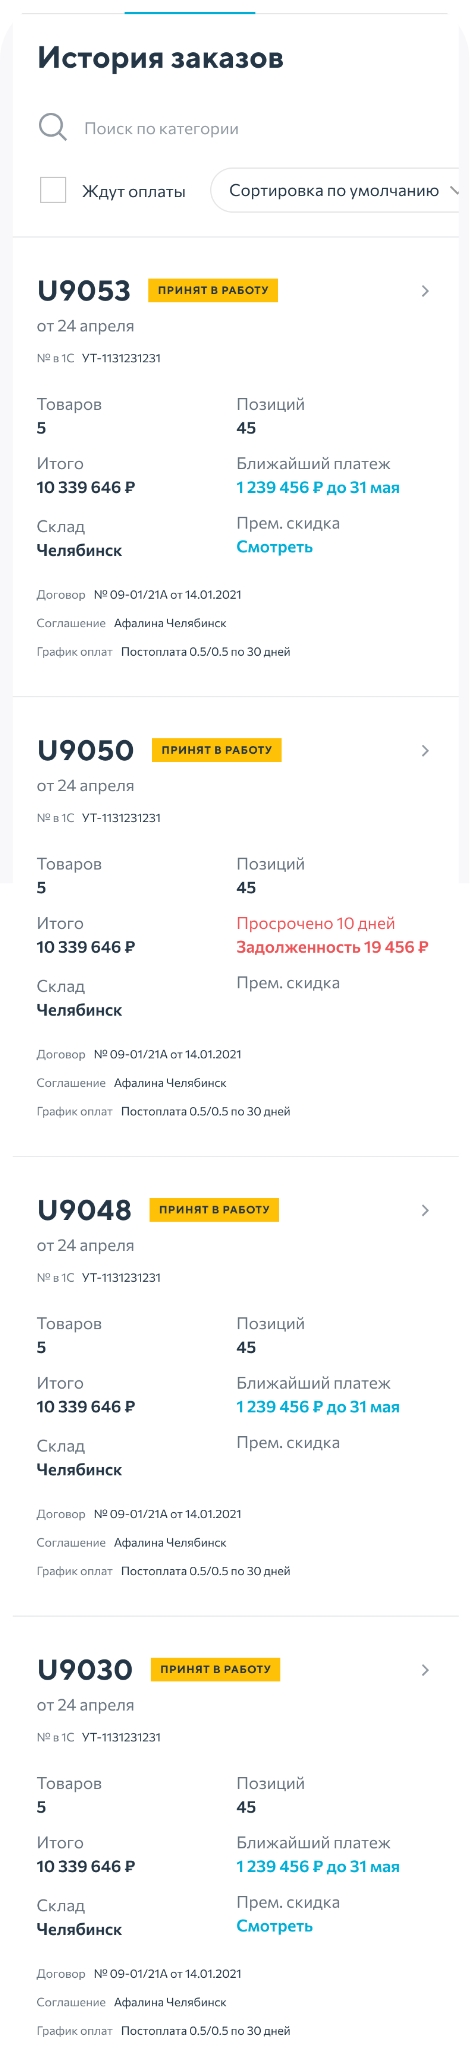 История заказов
Поиск по категории
Ждут оплаты Сортировка по умолчанию
U9053 ПРИНЯТ В РАБОТУ
от 24 апреля
№ в 1С УТ-1131231231
Товаров Позиций
5 45
Итого Ближайший платеж
10 339 646 ₽ 1 239 456 ₽ до 31 мая
Склад Прем. скидка
Челябинск Смотреть
Договор № 09-01/21А от 14.01.2021
Соглашение Афалина Челябинск
График оплат Постоплата 0.5/0.5 по 30 дней
U9050 ПРИНЯТ В РАБОТУ
от 24 апреля
№ в 1С УТ-1131231231
Товаров Позиций
5 45
Итого Просрочено 10 дней
10 339 646 ₽ Задолженность 19 456 ₽
Склад Прем. скидка
Челябинск
Договор № 09-01/21А от 14.01.2021
Соглашение Афалина Челябинск
График оплат Постоплата 0.5/0.5 по 30 дней
U9048 ПРИНЯТ В РАБОТУ
от 24 апреля
№ в 1С УТ-1131231231
Товаров Позиций
5 45
Итого Ближайший платеж
10 339 646 ₽ 1 239 456 ₽ до 31 мая
Склад Прем. скидка
Челябинск
Договор № 09-01/21А от 14.01.2021
Соглашение Афалина Челябинск
График оплат Постоплата 0.5/0.5 по 30 дней
U9030 ПРИНЯТ В РАБОТУ
от 24 апреля
№ в 1С УТ-1131231231
Товаров Позиций
5 45
Итого Ближайший платеж
10 339 646 ₽ 1 239 456 ₽ до 31 мая
Склад Прем. скидка
Челябинск Смотреть
Договор № 09-01/21А от 14.01.2021
Соглашение Афалина Челябинск
График оплат Постоплата 0.5/0.5 по 30 дней